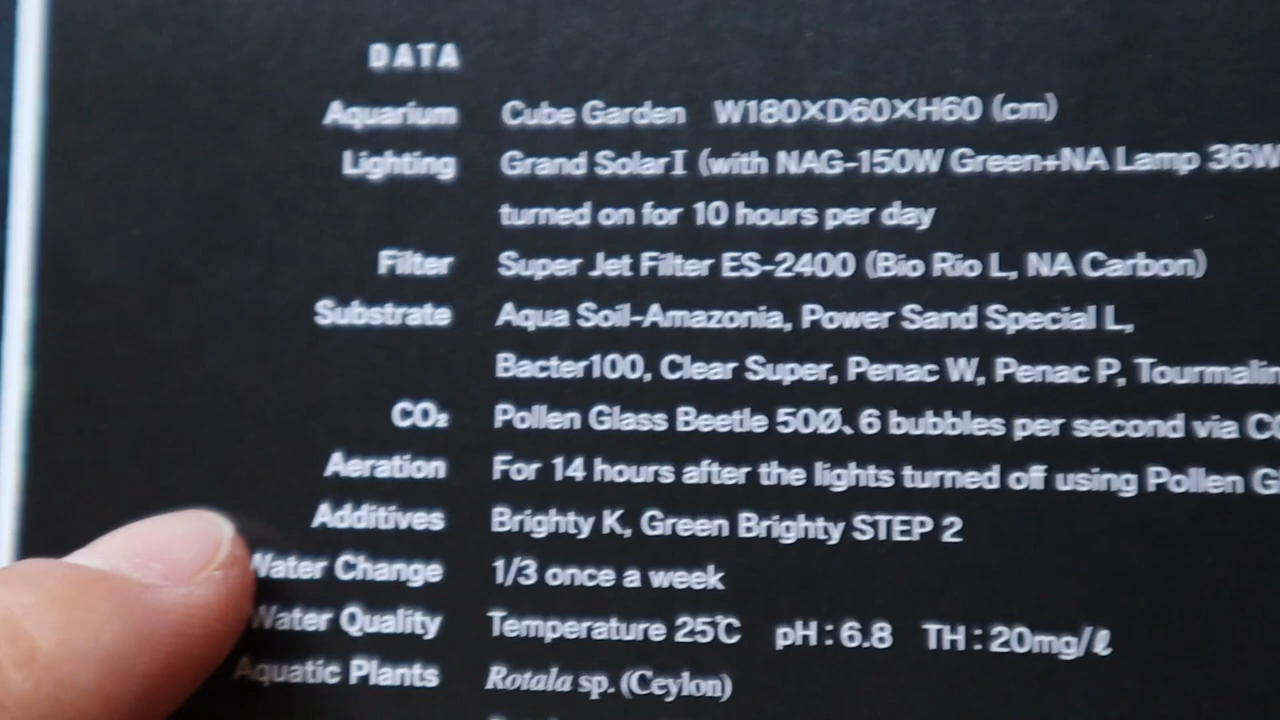 DATA
Aquarium Cube Garden W180×D60×H60 (cm)
Lighting Grand SolarI (with NAG-150W Green+NA Lamp 36W
turned on for 10 hours per day
Filter Super Jet Filter ES-2400 (Bio Rio L, NA Carbon)
Substrate Aqua Soil-Amazonia, Power Sand Special L,
Bacter100, Clear Super, Penac W, Penac P,
CO₂ Pollen Glass Beetle 50Ø、6 bubbles per second via
Aeration For 14 hours after the lights turned off using Pollen
Additives Brighty K, Green Brighty STEP 2
Water Change 1/3 once a week
Water Quality Temperature 25℃ pH:6.8 TH:20mg/ℓ
Aquatic Plants Rotala sp. (Ceylon)